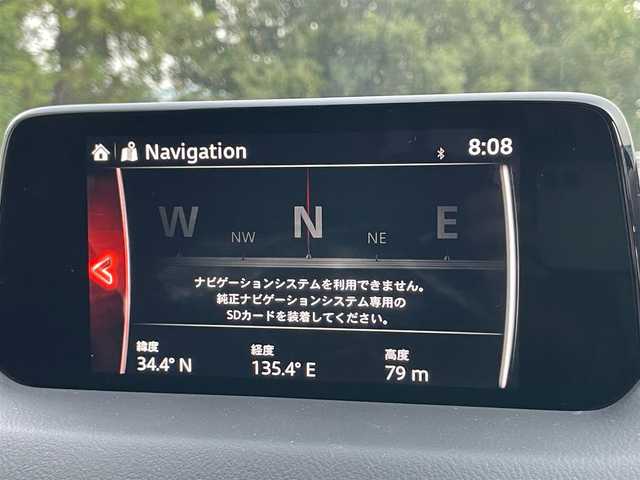 Navigation 8:08
W NW N NE E
ナビゲーションシステムを利用できません。
純正ナビゲーションシステム専用の
SDカードを装着してください。
緯度 経度 高度
34.4° N 135.4° E 79 m